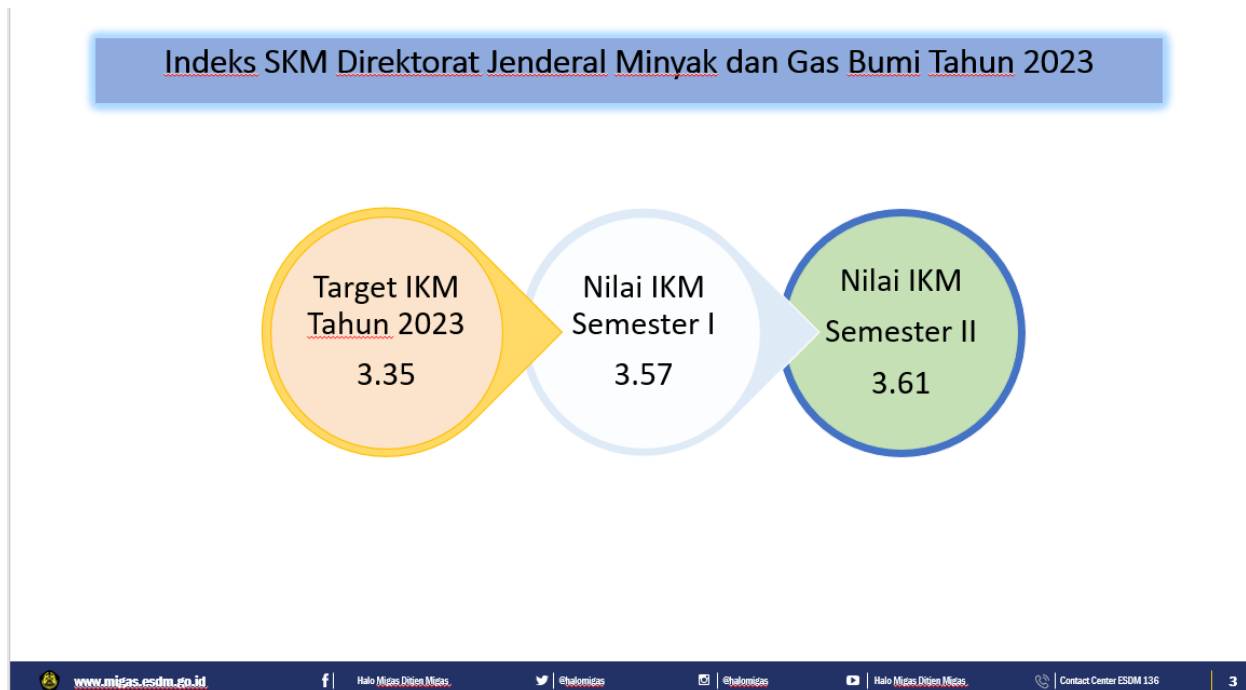 Indeks SKM Direktorat Jenderal Minyak dan Gas Bumi Tahun 2023
Target IKM
Tahun 2023
3.35
Nilai IKM
Semester I
3.57
Nilai IKM
Semester II
3.61
www.migas.esdm.go.id
Halo Migas Ditjen Migas
@halomigas
@halomigas
Halo Migas Ditjen Migas
Contact Center ESDM 136
3